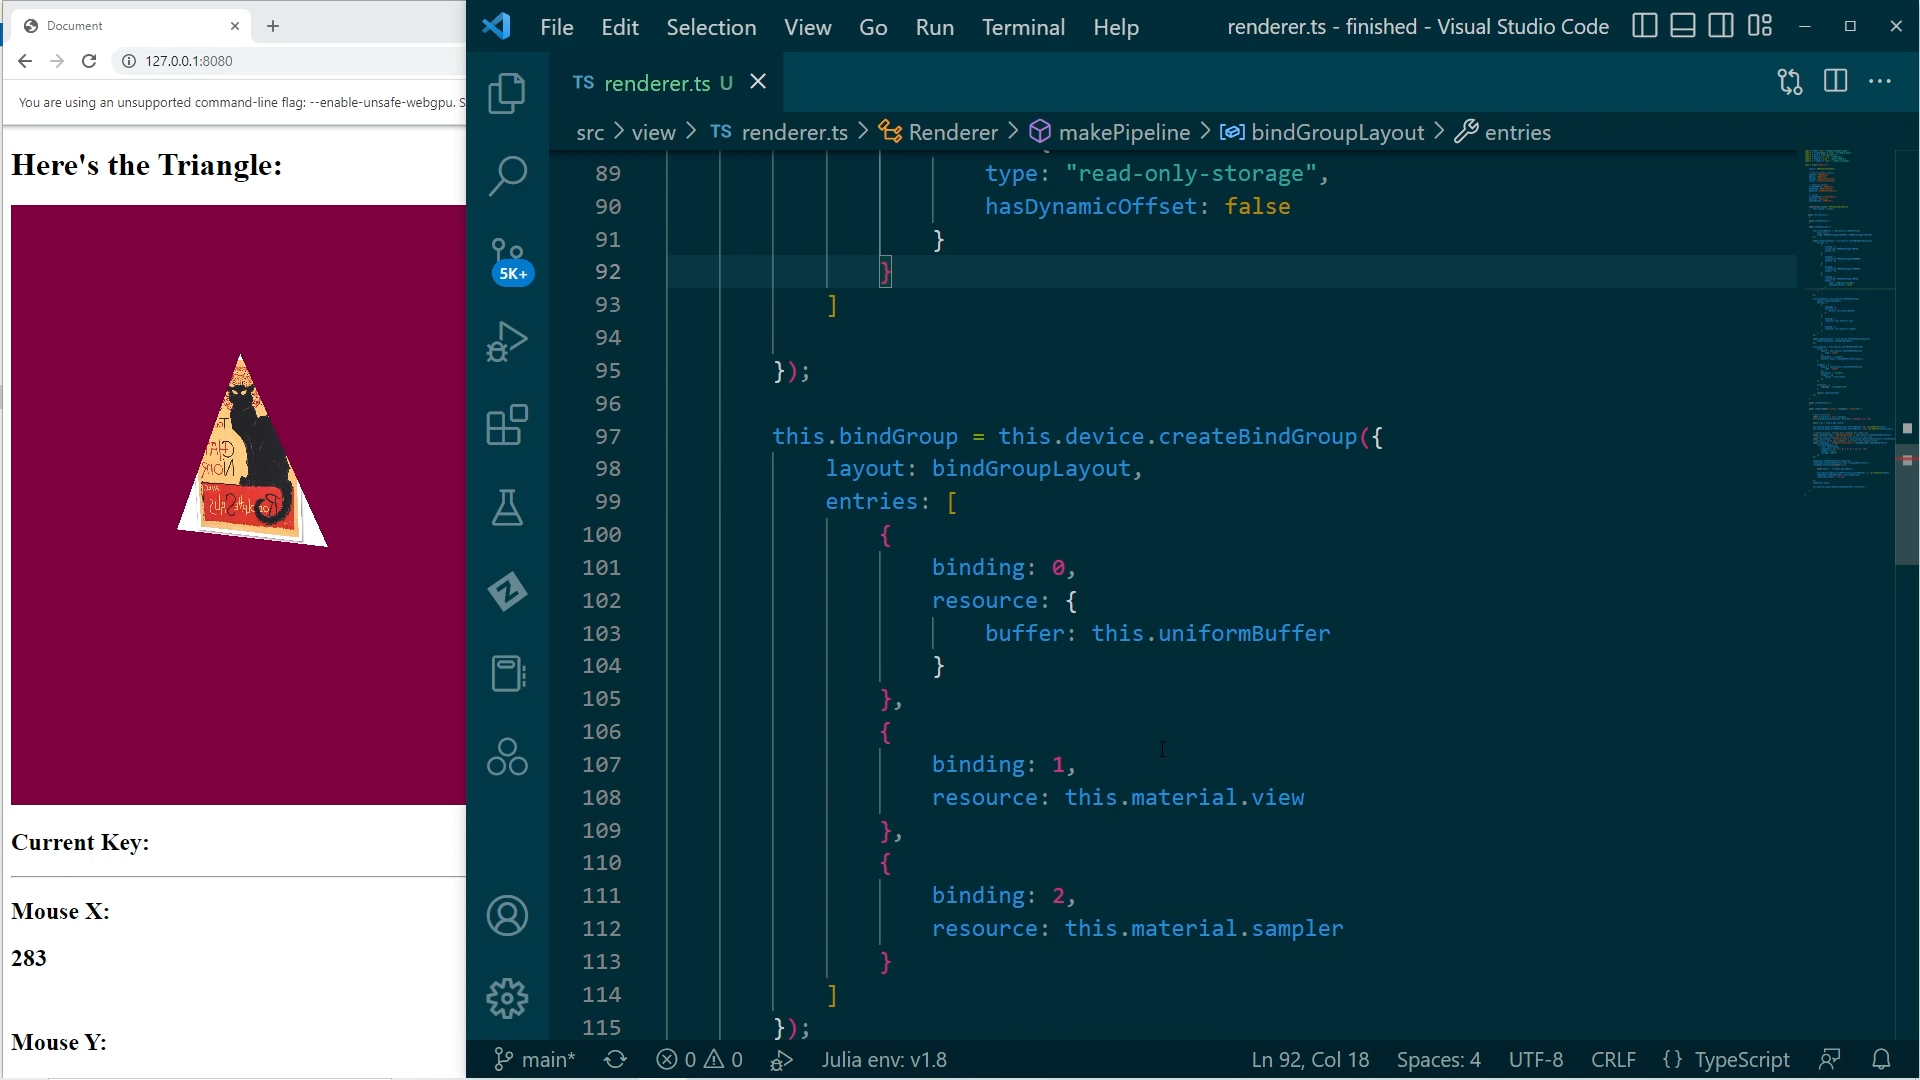 Document
127.0.0.1:8080
You are using an unsupported command-line flag: --enable-unsafe-webgpu. S
Here's the Triangle:
Current Key:
Mouse X:
283
Mouse Y:
File Edit Selection View Go Run Terminal Help
renderer.ts - finished - Visual Studio Code
TS renderer.ts U
src > view > TS renderer.ts > Renderer > makePipeline > bindGroupLayout > entries
5K+
89 type: "read-only-storage",
90 hasDynamicOffset: false
91 }
92 }
93 ]
94
95 });
96
97 this.bindGroup = this.device.createBindGroup({
98 layout: bindGroupLayout,
99 entries: [
100 {
101 binding: 0,
102 resource: {
103 buffer: this.uniformBuffer
104 }
105 },
106 {
107 binding: 1,
108 resource: this.material.view
109 },
110 {
111 binding: 2,
112 resource: this.material.sampler
113 }
114 ]
115 });
main* 0 0 Julia env: v1.8
Ln 92, Col 18 Spaces: 4 UTF-8 CRLF {} TypeScript